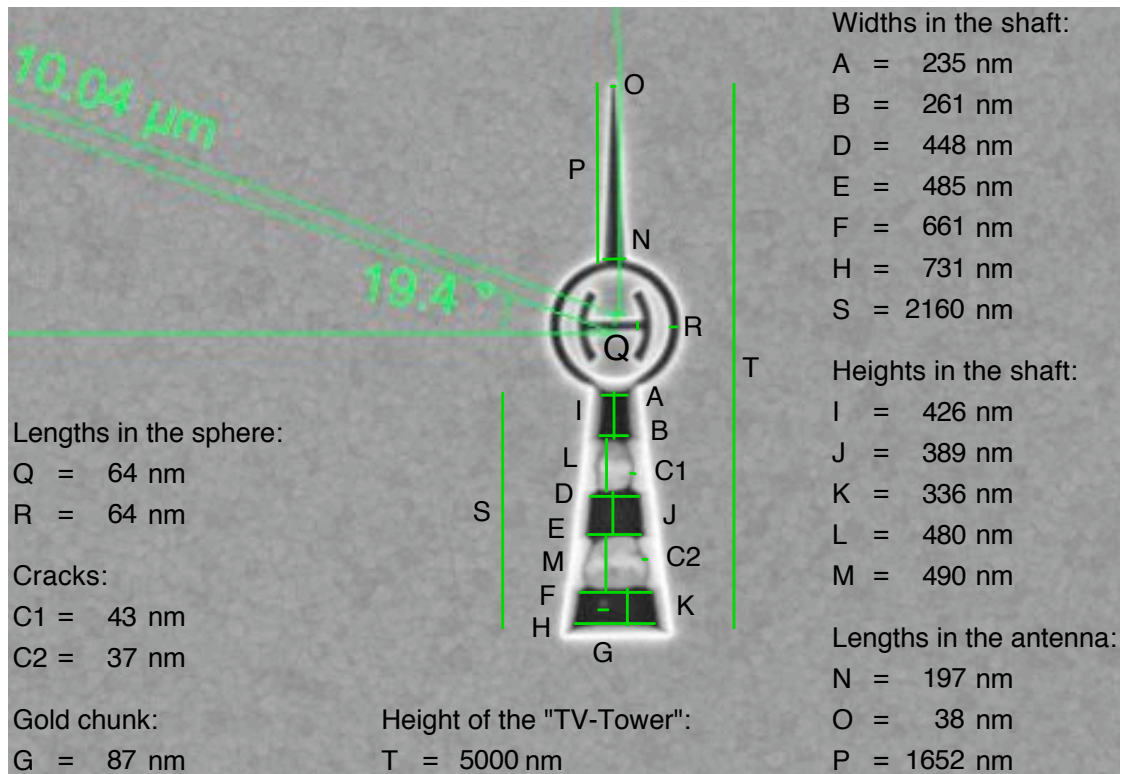 10.04 µm
19.4 °
O
P
N
R
Q
T
A
I
B
L
C1
D
S
J
E
M
C2
F
K
H
G
Widths in the shaft:
A = 235 nm
B = 261 nm
D = 448 nm
E = 485 nm
F = 661 nm
H = 731 nm
S = 2160 nm
Heights in the shaft:
I = 426 nm
J = 389 nm
K = 336 nm
L = 480 nm
M = 490 nm
Lengths in the antenna:
N = 197 nm
O = 38 nm
P = 1652 nm
Lengths in the sphere:
Q = 64 nm
R = 64 nm
Cracks:
C1 = 43 nm
C2 = 37 nm
Gold chunk:
G = 87 nm
Height of the "TV-Tower":
T = 5000 nm